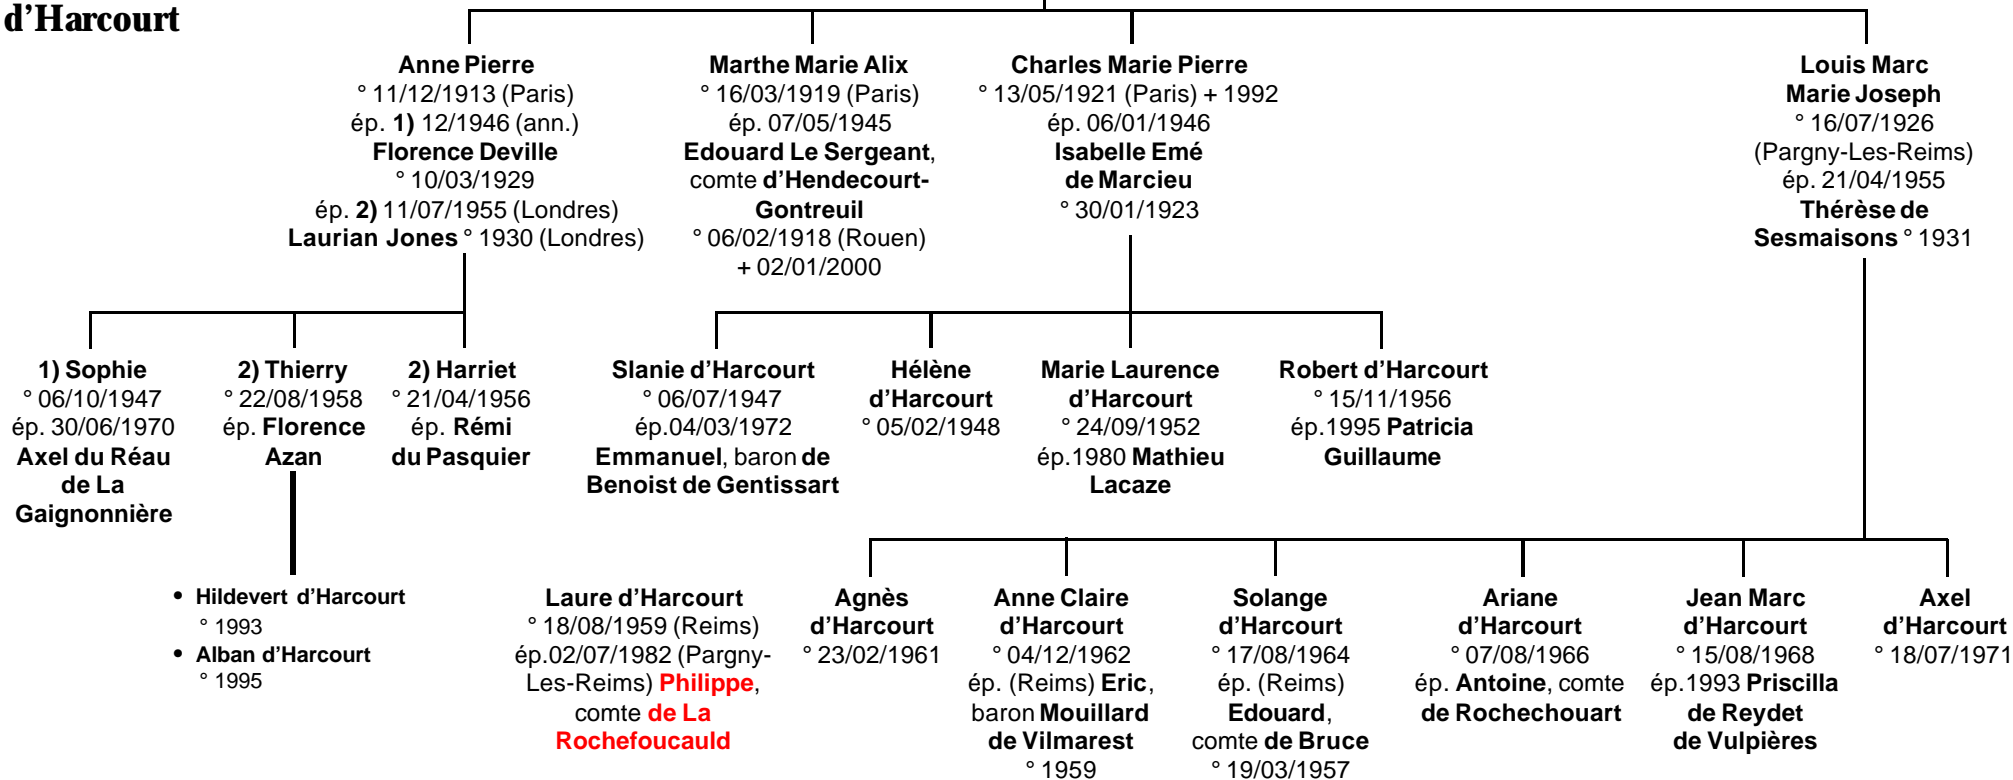 d’Harcourt
Anne Pierre
° 11/12/1913 (Paris)
ép. 1) 12/1946 (ann.)
Florence Deville
° 10/03/1929
ép. 2) 11/07/1955 (Londres)
Laurian Jones ° 1930 (Londres)
Marthe Marie Alix
° 16/03/1919 (Paris)
ép. 07/05/1945
Edouard Le Sergeant,
comte d’Hendecourt-
Gontreuil
° 06/02/1918 (Rouen)
+ 02/01/2000
Charles Marie Pierre
° 13/05/1921 (Paris) + 1992
ép. 06/01/1946
Isabelle Emé
de Marcieu
° 30/01/1923
Louis Marc
Marie Joseph
° 16/07/1926
(Pargny-Les-Reims)
ép. 21/04/1955
Thérèse de
Sesmaisons ° 1931
1) Sophie
° 06/10/1947
ép. 30/06/1970
Axel du Réau
de La
Gaignonnière
2) Thierry
° 22/08/1958
ép. Florence
Azan
2) Harriet
° 21/04/1956
ép. Rémi
du Pasquier
Slanie d’Harcourt
° 06/07/1947
ép.04/03/1972
Emmanuel, baron de
Benoist de Gentissart
Hélène
d’Harcourt
° 05/02/1948
Marie Laurence
d’Harcourt
° 24/09/1952
ép.1980 Mathieu
Lacaze
Robert d’Harcourt
° 15/11/1956
ép.1995 Patricia
Guillaume
• Hildevert d’Harcourt
° 1993
• Alban d’Harcourt
° 1995
Laure d’Harcourt
° 18/08/1959 (Reims)
ép.02/07/1982 (Pargny-
Les-Reims) Philippe,
comte de La
Rochefoucauld
Agnès
d’Harcourt
° 23/02/1961
Anne Claire
d’Harcourt
° 04/12/1962
ép. (Reims) Eric,
baron Mouillard
de Vilmarest
° 1959
Solange
d’Harcourt
° 17/08/1964
ép. (Reims)
Edouard,
comte de Bruce
° 19/03/1957
Ariane
d’Harcourt
° 07/08/1966
ép. Antoine, comte
de Rochechouart
Jean Marc
d’Harcourt
° 15/08/1968
ép.1993 Priscilla
de Reydet
de Vulpières
Axel
d’Harcourt
° 18/07/1971